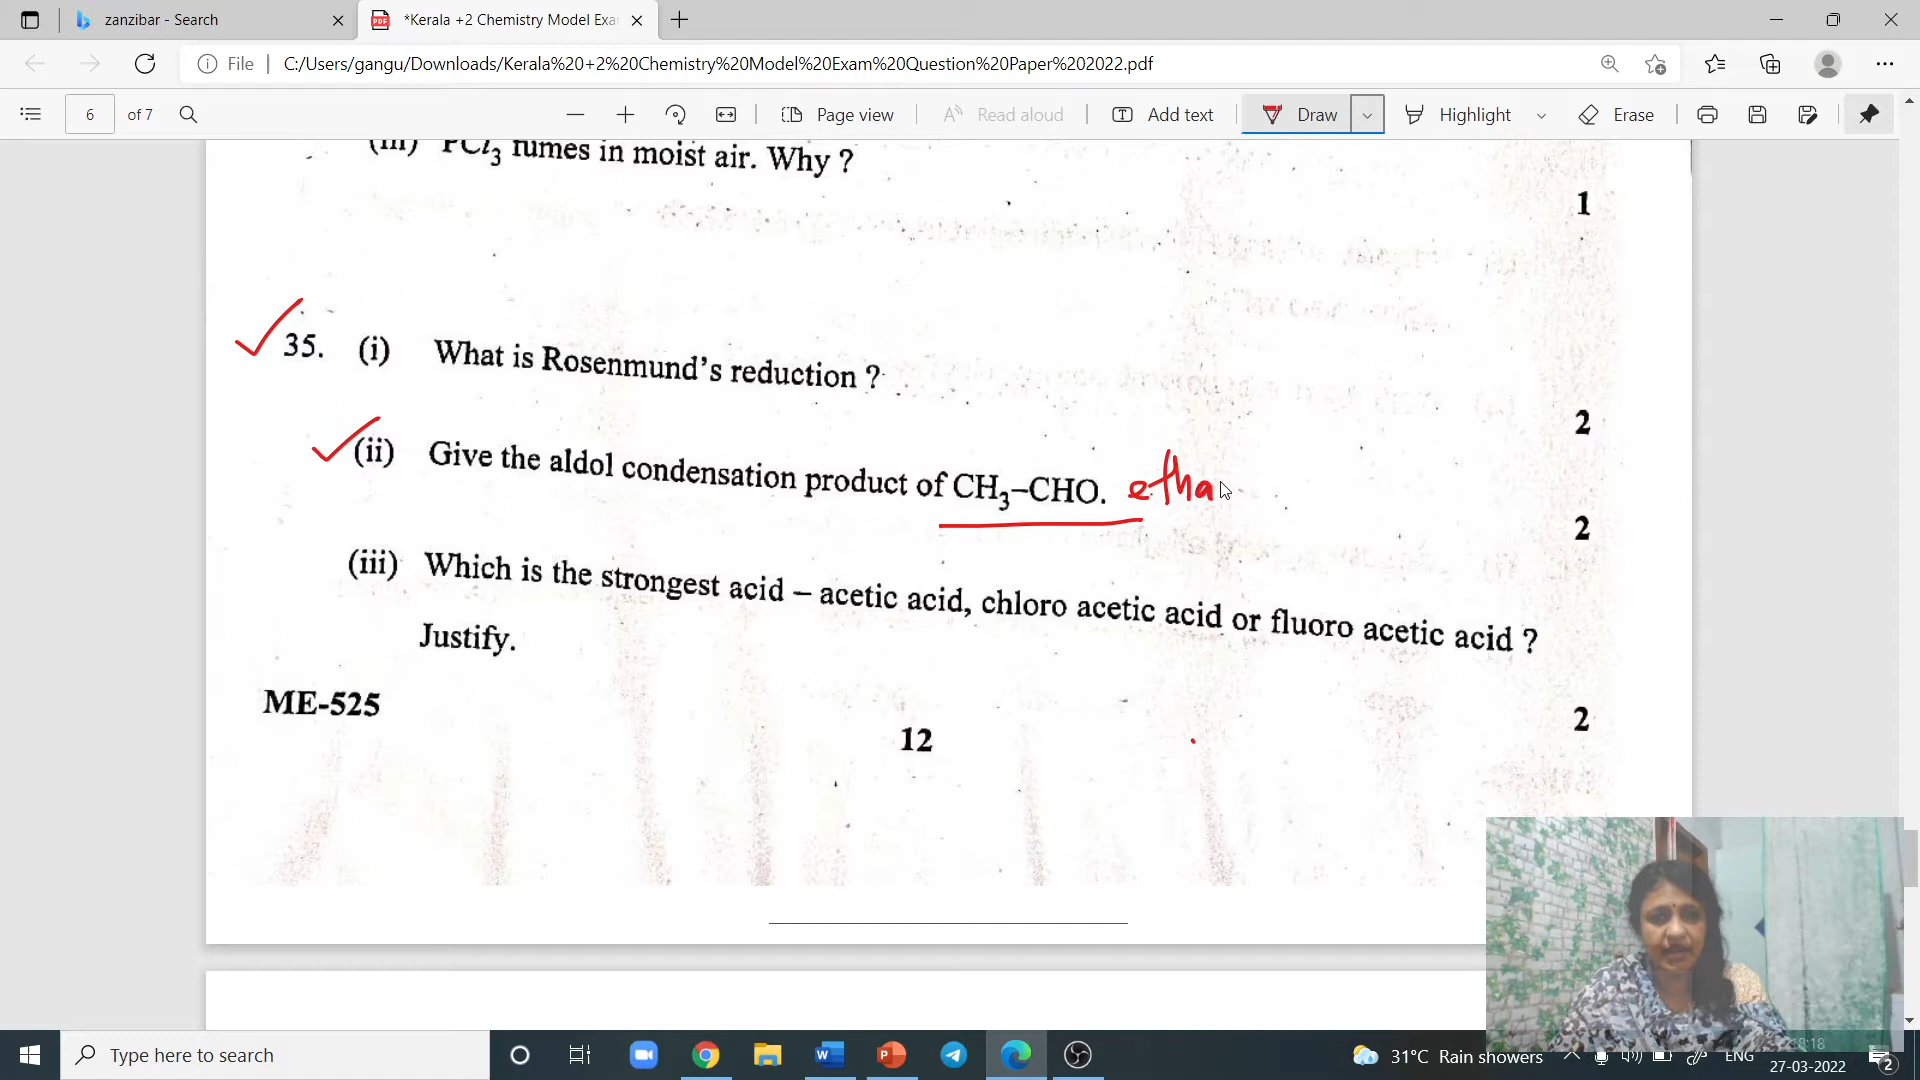 zanzibar - Search
*Kerala +2 Chemistry Model Exa
File
C:/Users/gangu/Downloads/Kerala%20+2%20Chemistry%20Model%20Exam%20Question%20Paper%202022.pdf
6 of 7
Page view
Read aloud
Add text
Draw
Highlight
Erase
(iii) PCl₃ fumes in moist air. Why ?
1
35. (i) What is Rosenmund's reduction ?
2
(ii) Give the aldol condensation product of CH₃–CHO. etha
2
(iii) Which is the strongest acid – acetic acid, chloro acetic acid or fluoro acetic acid ?
Justify.
2
ME-525
12
Type here to search
31°C Rain showers
ENG
18:18
27-03-2022
2